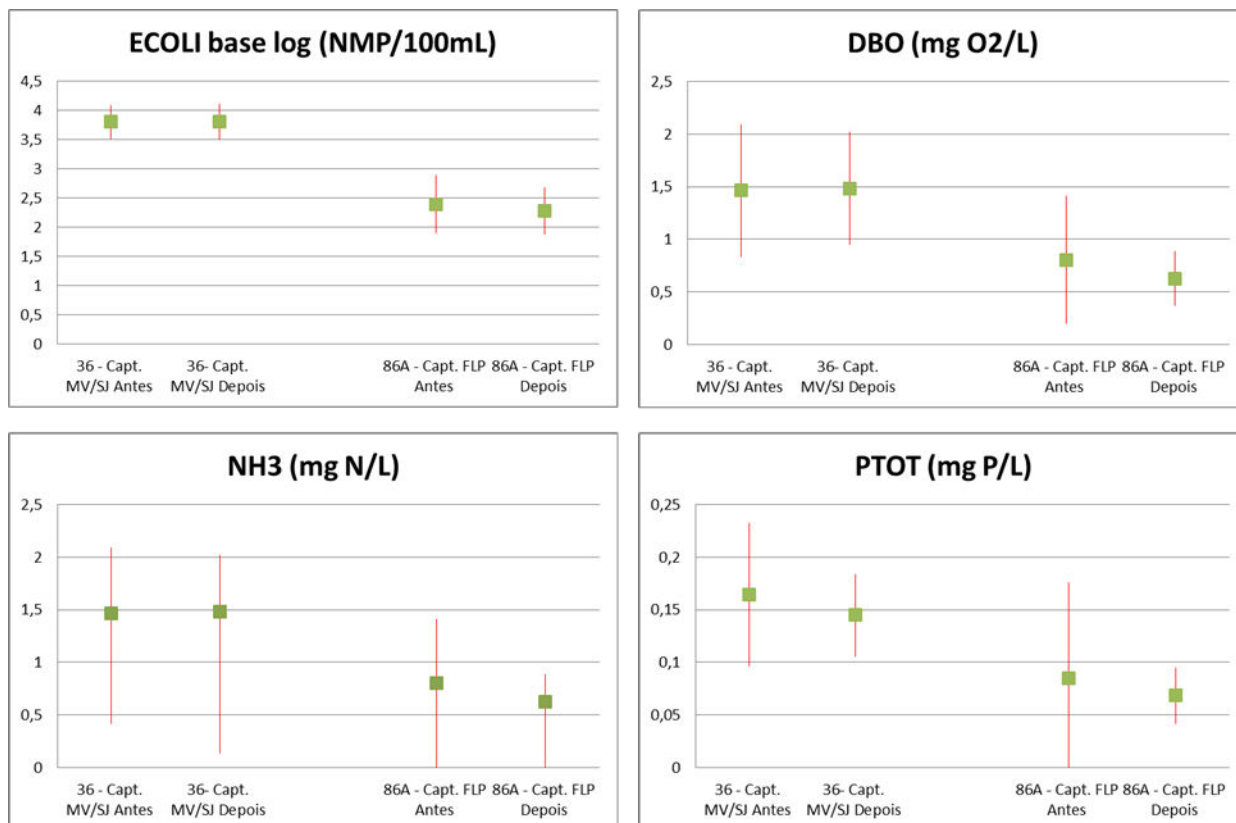 ECOLI base log (NMP/100mL)
4,5
4
3,5
3
2,5
2
1,5
1
0,5
0
36 - Capt.
MV/SJ Antes
36- Capt.
MV/SJ Depois
86A - Capt. FLP
Antes
86A - Capt. FLP
Depois
DBO (mg O2/L)
2,5
2
1,5
1
0,5
0
36 - Capt.
MV/SJ Antes
36- Capt.
MV/SJ Depois
86A - Capt. FLP
Antes
86A - Capt. FLP
Depois
NH3 (mg N/L)
2,5
2
1,5
1
0,5
0
36 - Capt.
MV/SJ Antes
36- Capt.
MV/SJ Depois
86A - Capt. FLP
Antes
86A - Capt. FLP
Depois
PTOT (mg P/L)
0,25
0,2
0,15
0,1
0,05
0
36 - Capt.
MV/SJ Antes
36- Capt.
MV/SJ Depois
86A - Capt. FLP
Antes
86A - Capt. FLP
Depois